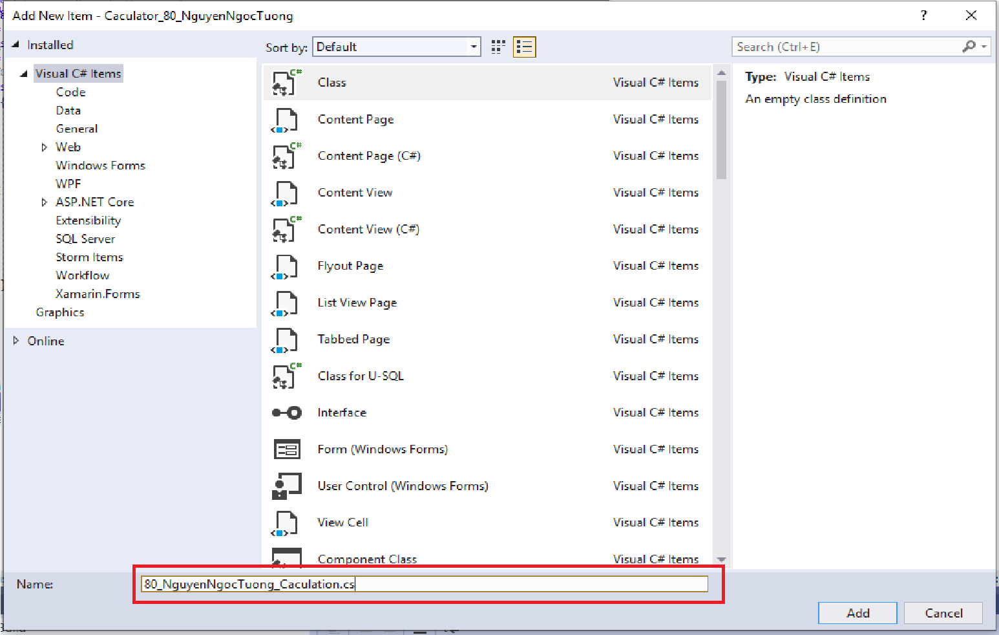 Add New Item - Caculator_80_NguyenNgocTuong
?
Installed
Sort by: Default
Search (Ctrl+E)
Visual C# Items
Code
Data
General
Web
Windows Forms
WPF
ASP.NET Core
Extensibility
SQL Server
Storm Items
Workflow
Xamarin.Forms
Graphics
Online
C# Class Visual C# Items
Content Page Visual C# Items
C# Content Page (C#) Visual C# Items
Content View Visual C# Items
C# Content View (C#) Visual C# Items
Flyout Page Visual C# Items
List View Page Visual C# Items
Tabbed Page Visual C# Items
C# Class for U-SQL Visual C# Items
Interface Visual C# Items
Form (Windows Forms) Visual C# Items
User Control (Windows Forms) Visual C# Items
View Cell Visual C# Items
Component Class Visual C# Items
Type: Visual C# Items
An empty class definition
Name: 80_NguyenNgocTuong_Caculation.cs
Add Cancel